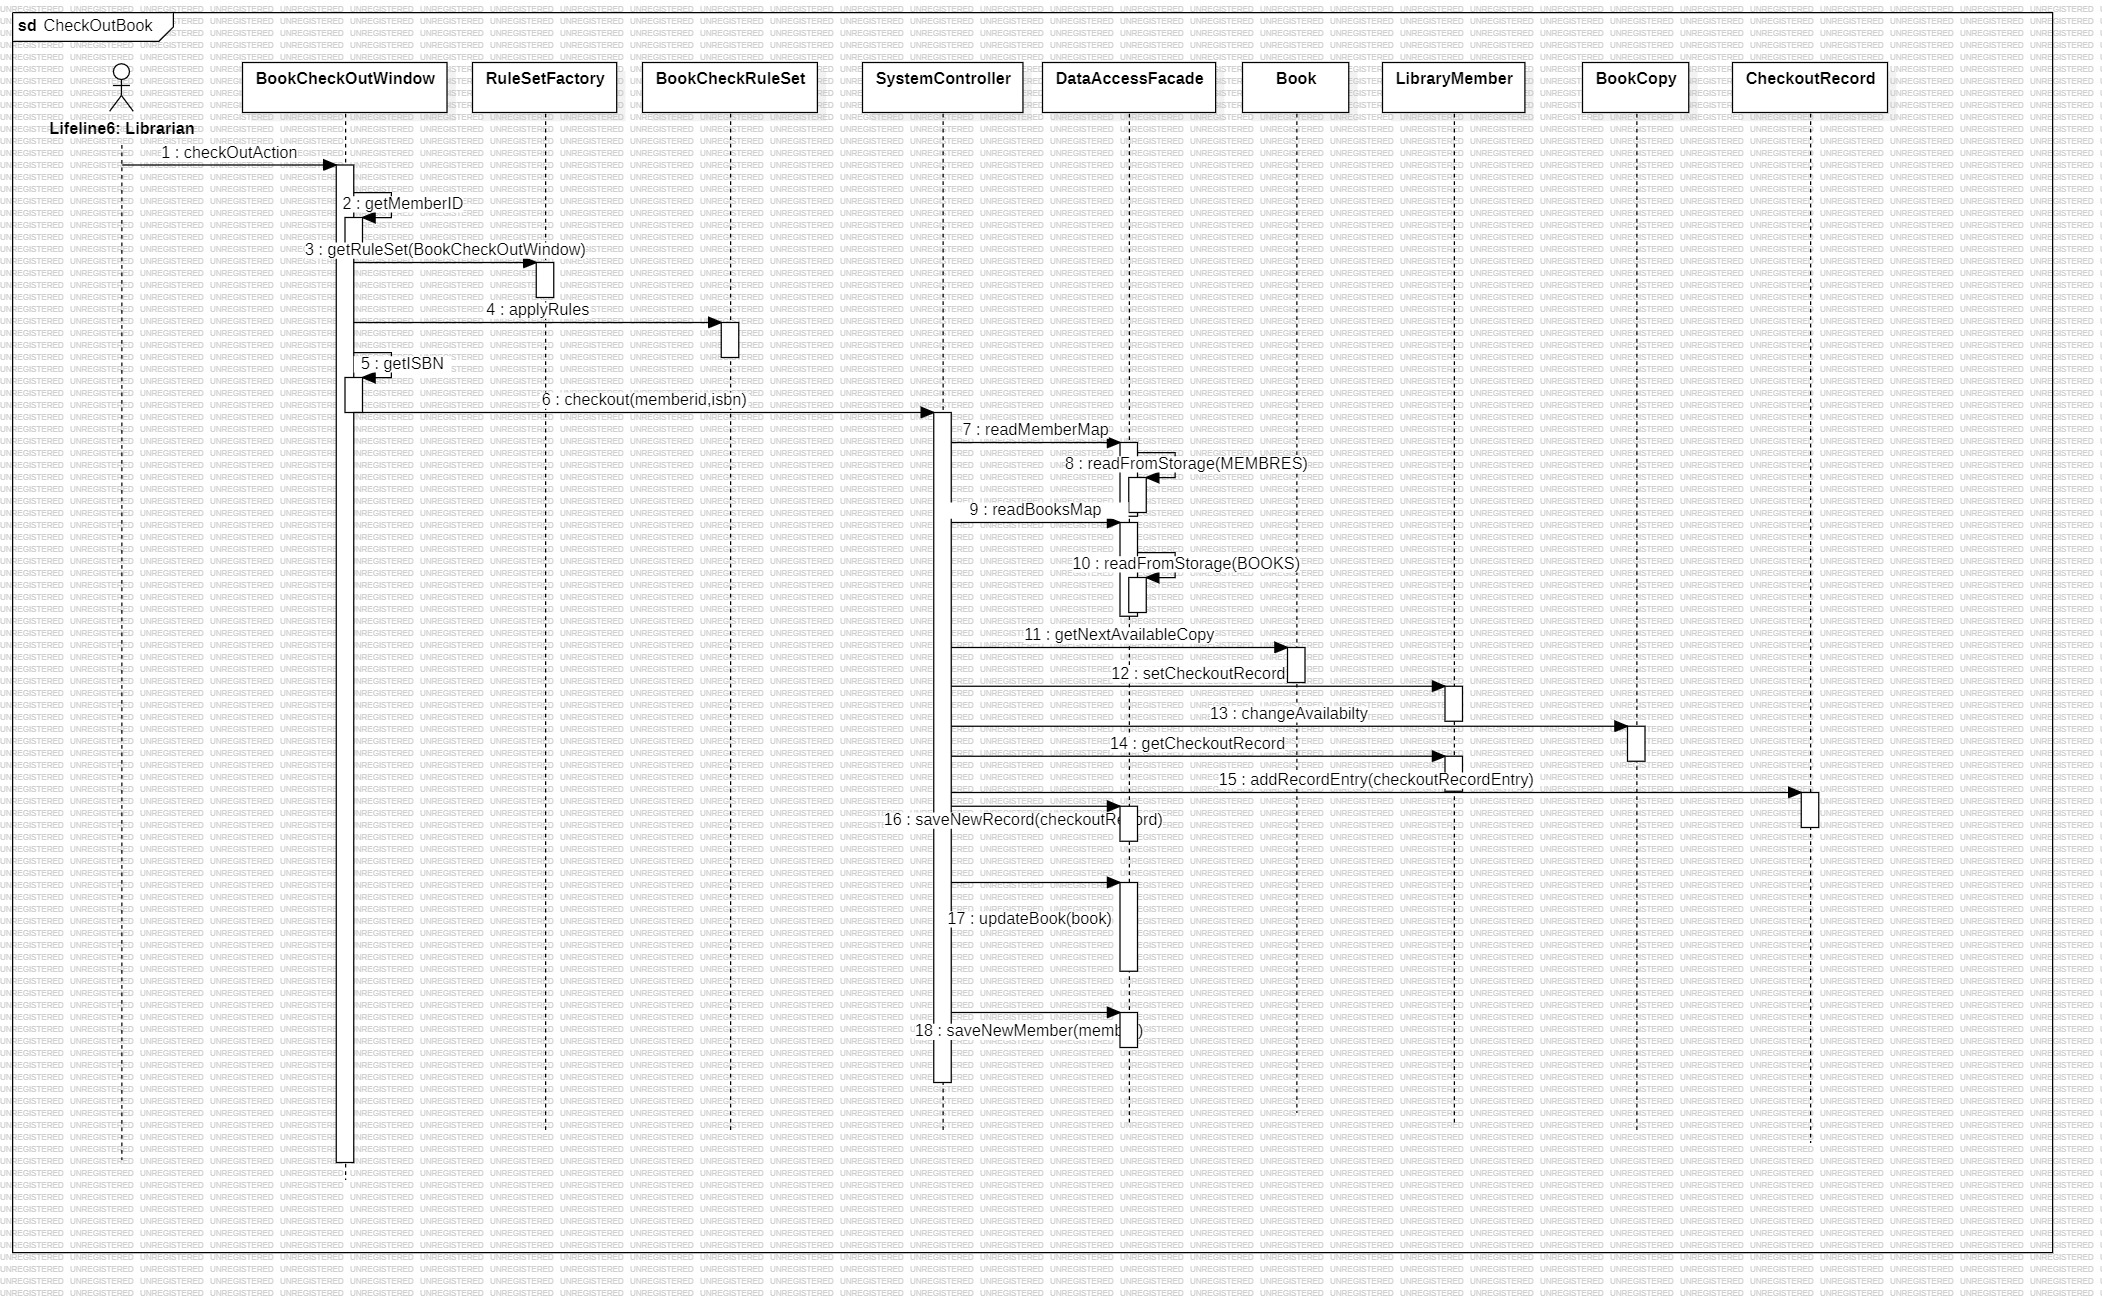 sd CheckOutBook
BookCheckOutWindow
RuleSetFactory
BookCheckRuleSet
SystemController
DataAccessFacade
Book
LibraryMember
BookCopy
CheckoutRecord
Lifeline6: Librarian
1 : checkOutAction
2 : getMemberID
3 : getRuleSet(BookCheckOutWindow)
4 : applyRules
5 : getISBN
6 : checkout(memberid,isbn)
7 : readMemberMap
8 : readFromStorage(MEMBRES)
9 : readBooksMap
10 : readFromStorage(BOOKS)
11 : getNextAvailableCopy
12 : setCheckoutRecord
13 : changeAvailabilty
14 : getCheckoutRecord
15 : addRecordEntry(checkoutRecordEntry)
16 : saveNewRecord(checkoutRecord)
17 : updateBook(book)
18 : saveNewMember(member)
UNREGISTERED